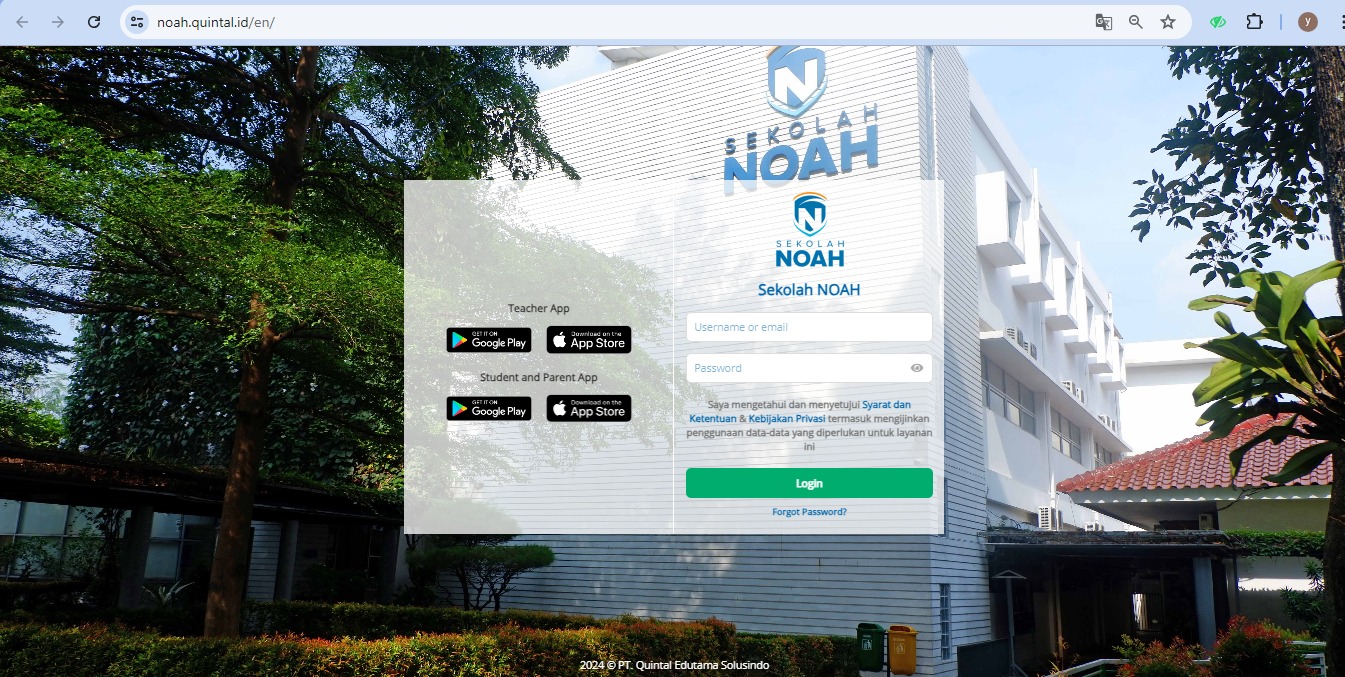 noah.quintal.id/en/
y
SEKOLAH
NOAH
SEKOLAH
NOAH
Sekolah NOAH
Teacher App
GET IT ON
Google Play
Download on the
App Store
Student and Parent App
GET IT ON
Google Play
Download on the
App Store
Username or email
Password
Saya mengetahui dan menyetujui Syarat dan
Ketentuan & Kebijakan Privasi termasuk mengijinkan
penggunaan data-data yang diperlukan untuk layanan
ini
Login
Forgot Password?
2024 © PT. Quintal Edutama Solusindo